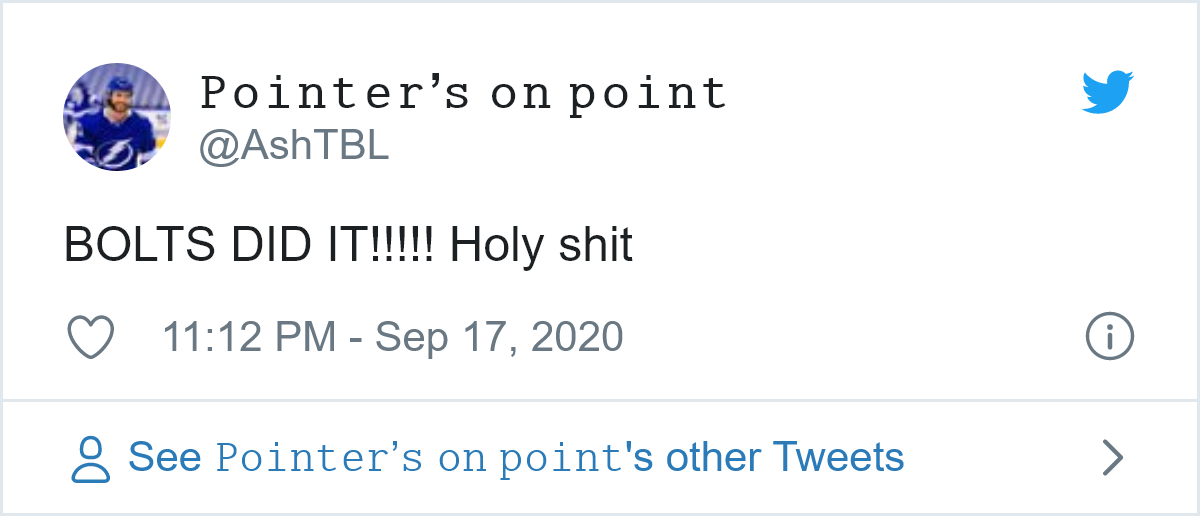 Pointer’s on point
@AshTBL
BOLTS DID IT!!!!! Holy shit
11:12 PM - Sep 17, 2020
See Pointer’s on point's other Tweets